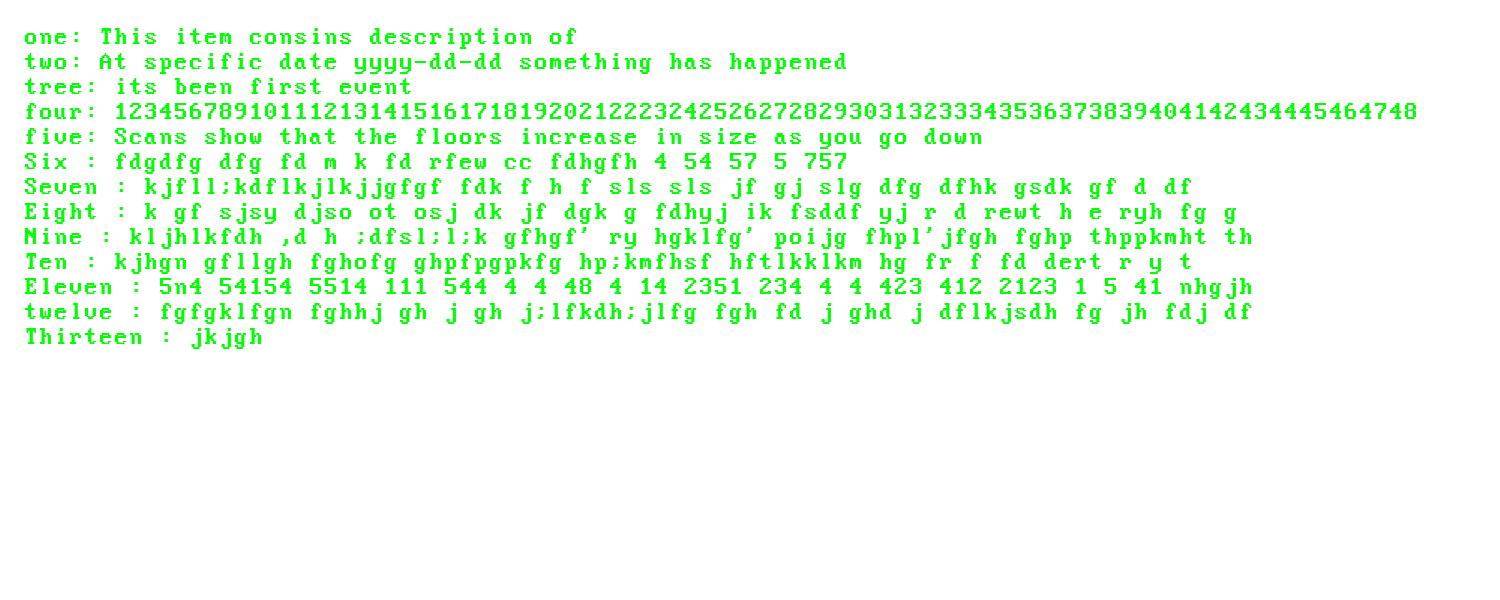 one: This item consins description of
two: At specific date yyyy-dd-dd something has happened
tree: its been first event
four: 123456789101112131415161718192021222324252627282930313233343536373839404142434445464748
five: Scans show that the floors increase in size as you go down
Six : fdgdfg dfg fd m k fd rfew cc fdhgfh 4 54 57 5 757
Seven : kjfll;kdflkjlkjjgfgf fdk f h f sls sls jf gj slg dfg dfhk gsdk gf d df
Eight : k gf sjsy djso ot osj dk jf dgk g fdhyj ik fsddf yj r d rewt h e ryh fg g
Nine : kljhlkfdh ,d h ;dfsl;l;k gfhgf' ry hgklfg' poijg fhpl'jfgh fghp thppkmht th
Ten : kjhgn gfllgh fghofg ghpfpgpkfg hp;kmfhsf hftlkklkm hg fr f fd dert r y t
Eleven : 5n4 54154 5514 111 544 4 4 48 4 14 2351 234 4 4 423 412 2123 1 5 41 nhgjh
twelve : fgfgklfgn fghhj gh j gh j;lfkdh;jlfg fgh fd j ghd j dflkjsdh fg jh fdj df
Thirteen : jkjgh